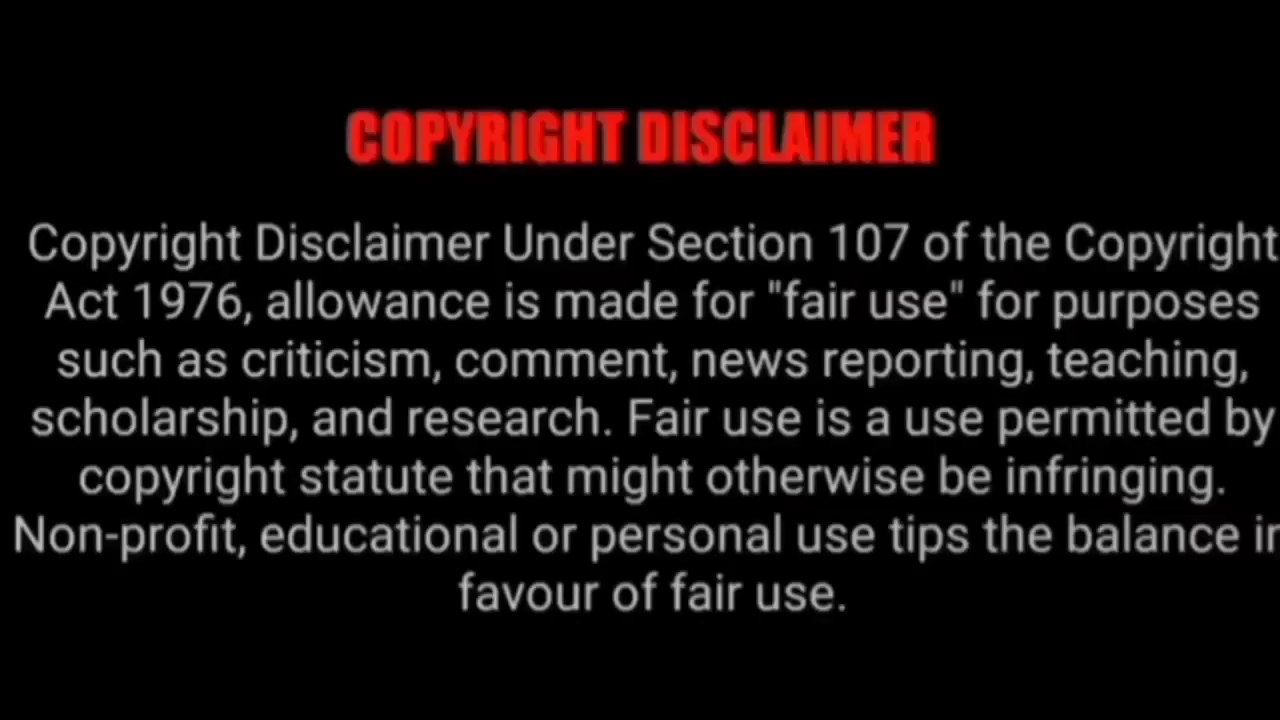 COPYRIGHT DISCLAIMER
Copyright Disclaimer Under Section 107 of the Copyright
Act 1976, allowance is made for "fair use" for purposes
such as criticism, comment, news reporting, teaching,
scholarship, and research. Fair use is a use permitted by
copyright statute that might otherwise be infringing.
Non-profit, educational or personal use tips the balance in
favour of fair use.